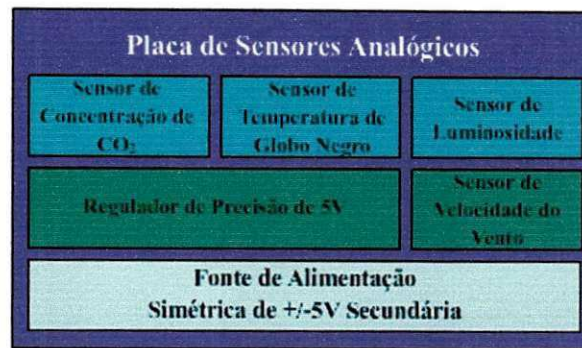 Placa de Sensores Analógicos
Sensor de
Concentração de
CO₂
Sensor de
Temperatura de
Globo Negro
Sensor de
Luminosidade
Regulador de Precisão de 5V
Sensor de
Velocidade do
Vento
Fonte de Alimentação
Simétrica de +/-5V Secundária